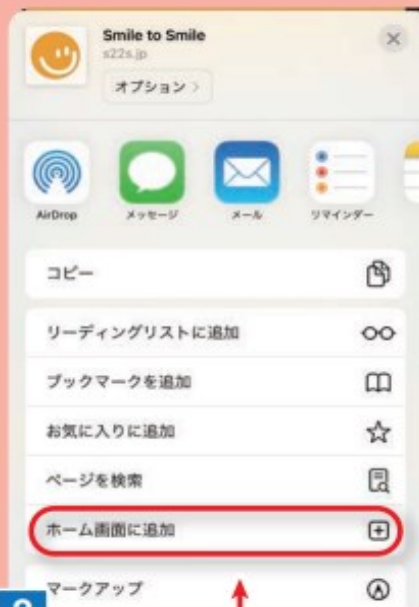 Smile to Smile
s22s.jp
オプション >
AirDrop
メッセージ
メール
リマインダー
コピー
リーディングリストに追加
ブックマークを追加
お気に入りに追加
ページを検索
ホーム画面に追加
マークアップ